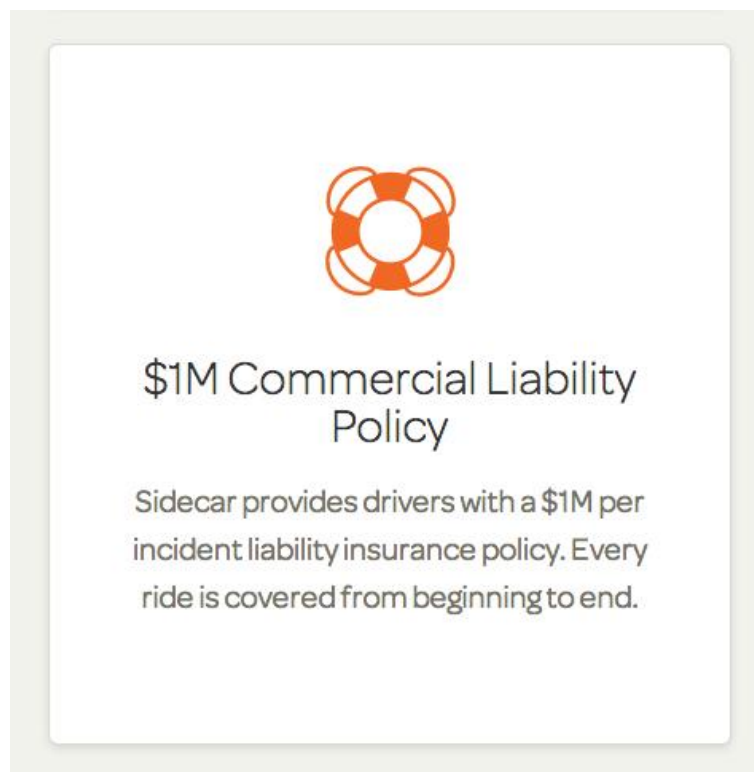 $1M Commercial Liability
Policy
Sidecar provides drivers with a $1M per
incident liability insurance policy. Every
ride is covered from beginning to end.